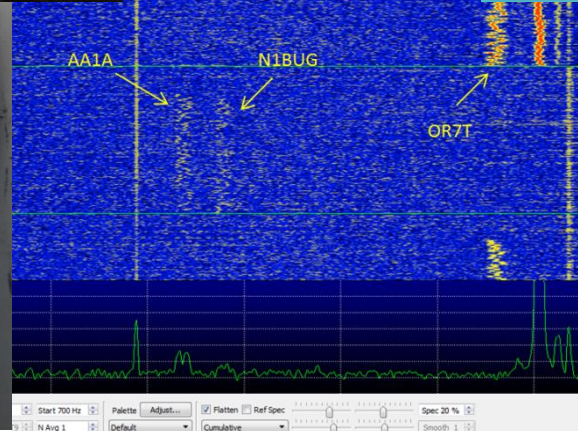 AA1A
N1BUG
OR7T
Start 700 Hz
Palette
Adjust...
Flatten
Ref Spec
Spec 20 %
N Avg 1
Default
Cumulative
Smooth 1